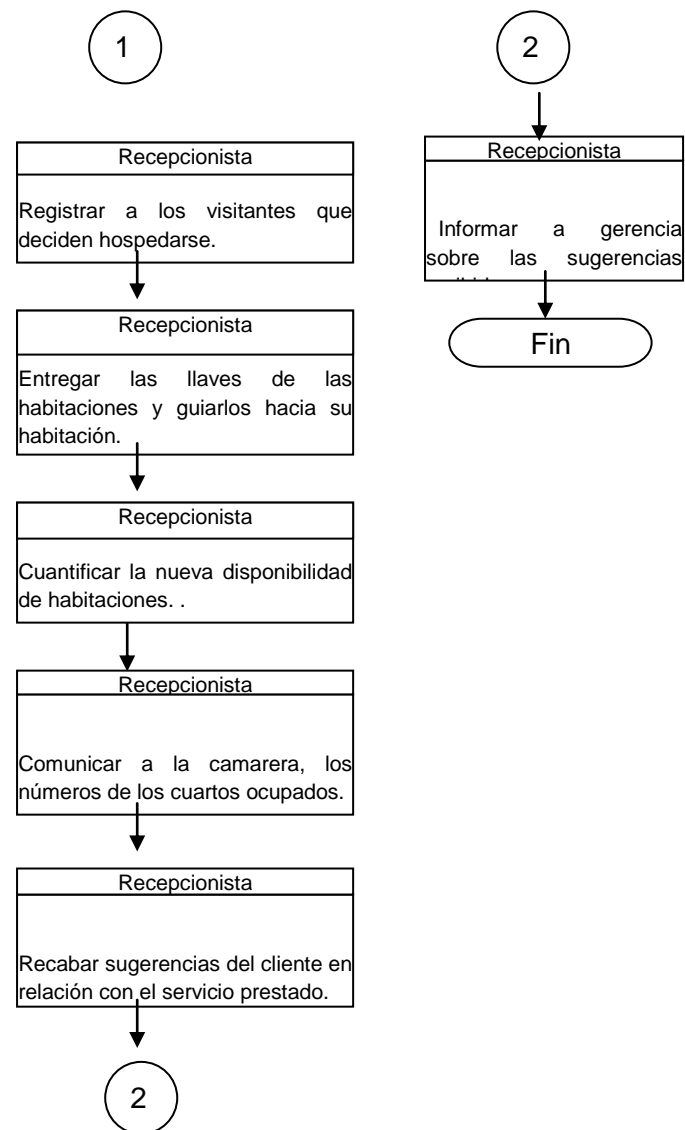 1
Recepcionista
Registrar a los visitantes que
deciden hospedarse.
Recepcionista
Entregar las llaves de las
habitaciones y guiarlos hacia su
habitación.
Recepcionista
Cuantificar la nueva disponibilidad
de habitaciones. .
Recepcionista
Comunicar a la camarera, los
números de los cuartos ocupados.
Recepcionista
Recabar sugerencias del cliente en
relación con el servicio prestado.
2
2
Recepcionista
Informar a gerencia
sobre las sugerencias
Fin